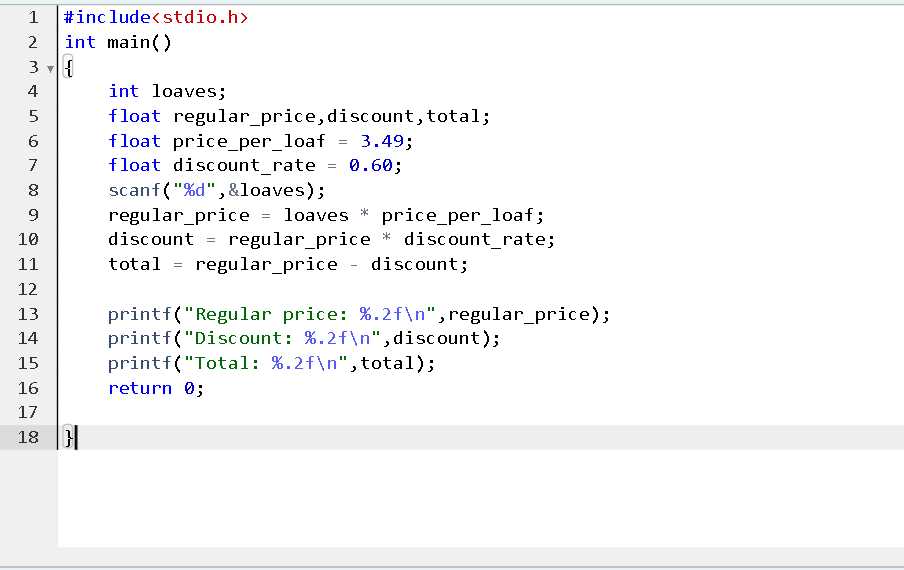 1 #include<stdio.h>
2 int main()
3 {
4     int loaves;
5     float regular_price,discount,total;
6     float price_per_loaf = 3.49;
7     float discount_rate = 0.60;
8     scanf("%d",&loaves);
9     regular_price = loaves * price_per_loaf;
10     discount = regular_price * discount_rate;
11     total = regular_price - discount;
12
13     printf("Regular price: %.2f\n",regular_price);
14     printf("Discount: %.2f\n",discount);
15     printf("Total: %.2f\n",total);
16     return 0;
17
18 }